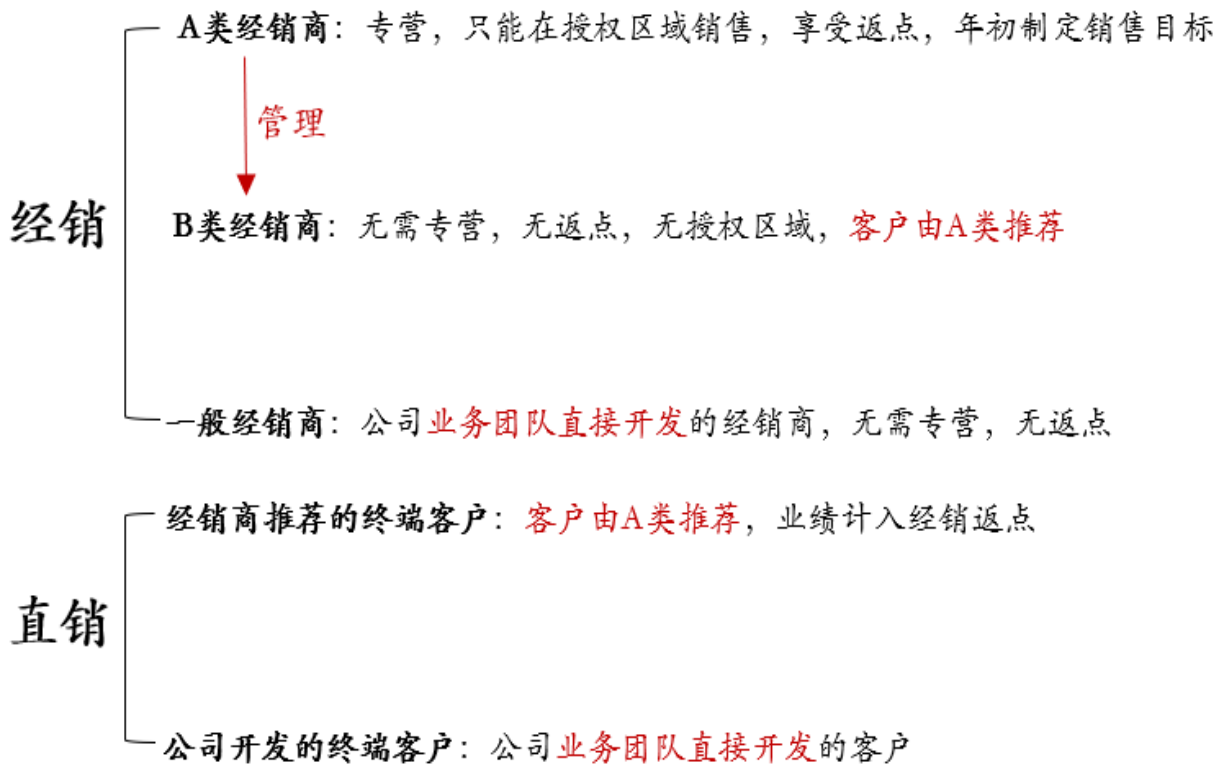 A类经销商：专营，只能在授权区域销售，享受返点，年初制定销售目标
管理
经销
B类经销商：无需专营，无返点，无授权区域，客户由A类推荐
一般经销商：公司业务团队直接开发的经销商，无需专营，无返点
经销商推荐的终端客户：客户由A类推荐，业绩计入经销返点
直销
公司开发的终端客户：公司业务团队直接开发的客户